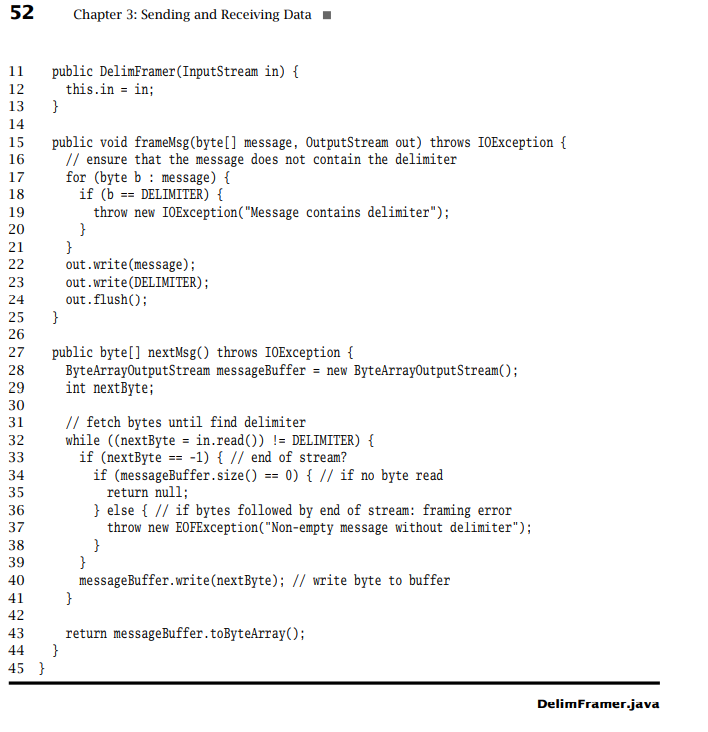 52 Chapter 3: Sending and Receiving Data ■
11 public DelimFramer(InputStream in) {
12 this.in = in;
13 }
14
15 public void frameMsg(byte[] message, OutputStream out) throws IOException {
16 // ensure that the message does not contain the delimiter
17 for (byte b : message) {
18 if (b == DELIMITER) {
19 throw new IOException("Message contains delimiter");
20 }
21 }
22 out.write(message);
23 out.write(DELIMITER);
24 out.flush();
25 }
26
27 public byte[] nextMsg() throws IOException {
28 ByteArrayOutputStream messageBuffer = new ByteArrayOutputStream();
29 int nextByte;
30
31 // fetch bytes until find delimiter
32 while ((nextByte = in.read()) != DELIMITER) {
33 if (nextByte == -1) { // end of stream?
34 if (messageBuffer.size() == 0) { // if no byte read
35 return null;
36 } else { // if bytes followed by end of stream: framing error
37 throw new EOFException("Non-empty message without delimiter");
38 }
39 }
40 messageBuffer.write(nextByte); // write byte to buffer
41 }
42
43 return messageBuffer.toByteArray();
44 }
45 }
DelimFramer.java